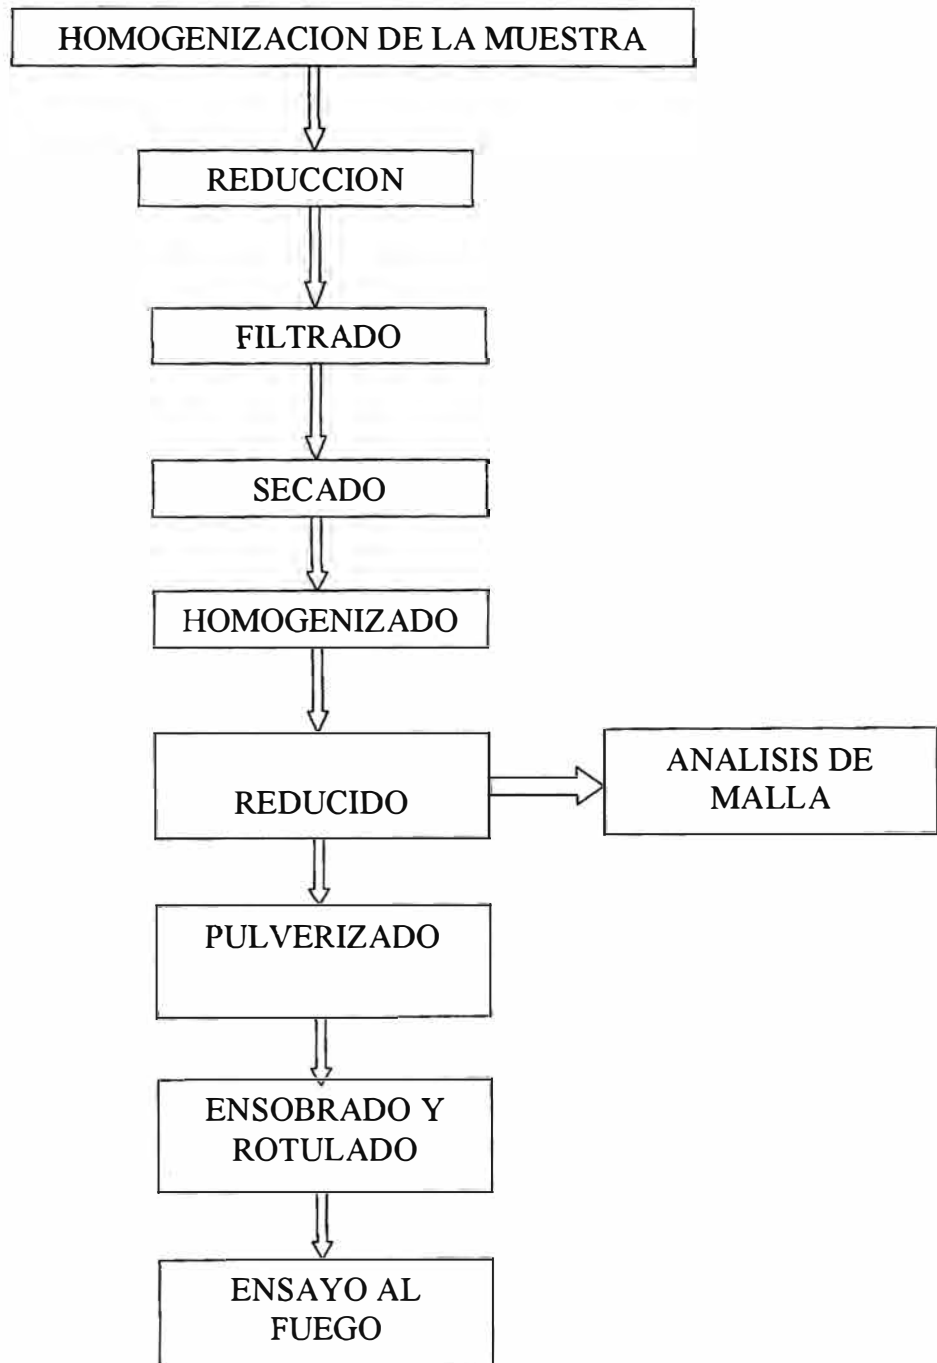 HOMOGENIZACION DE LA MUESTRA
REDUCCION
FILTRADO
SECADO
HOMOGENIZADO
REDUCIDO
ANALISIS DE
MALLA
PULVERIZADO
ENSOBRADO Y
ROTULADO
ENSAYO AL
FUEGO